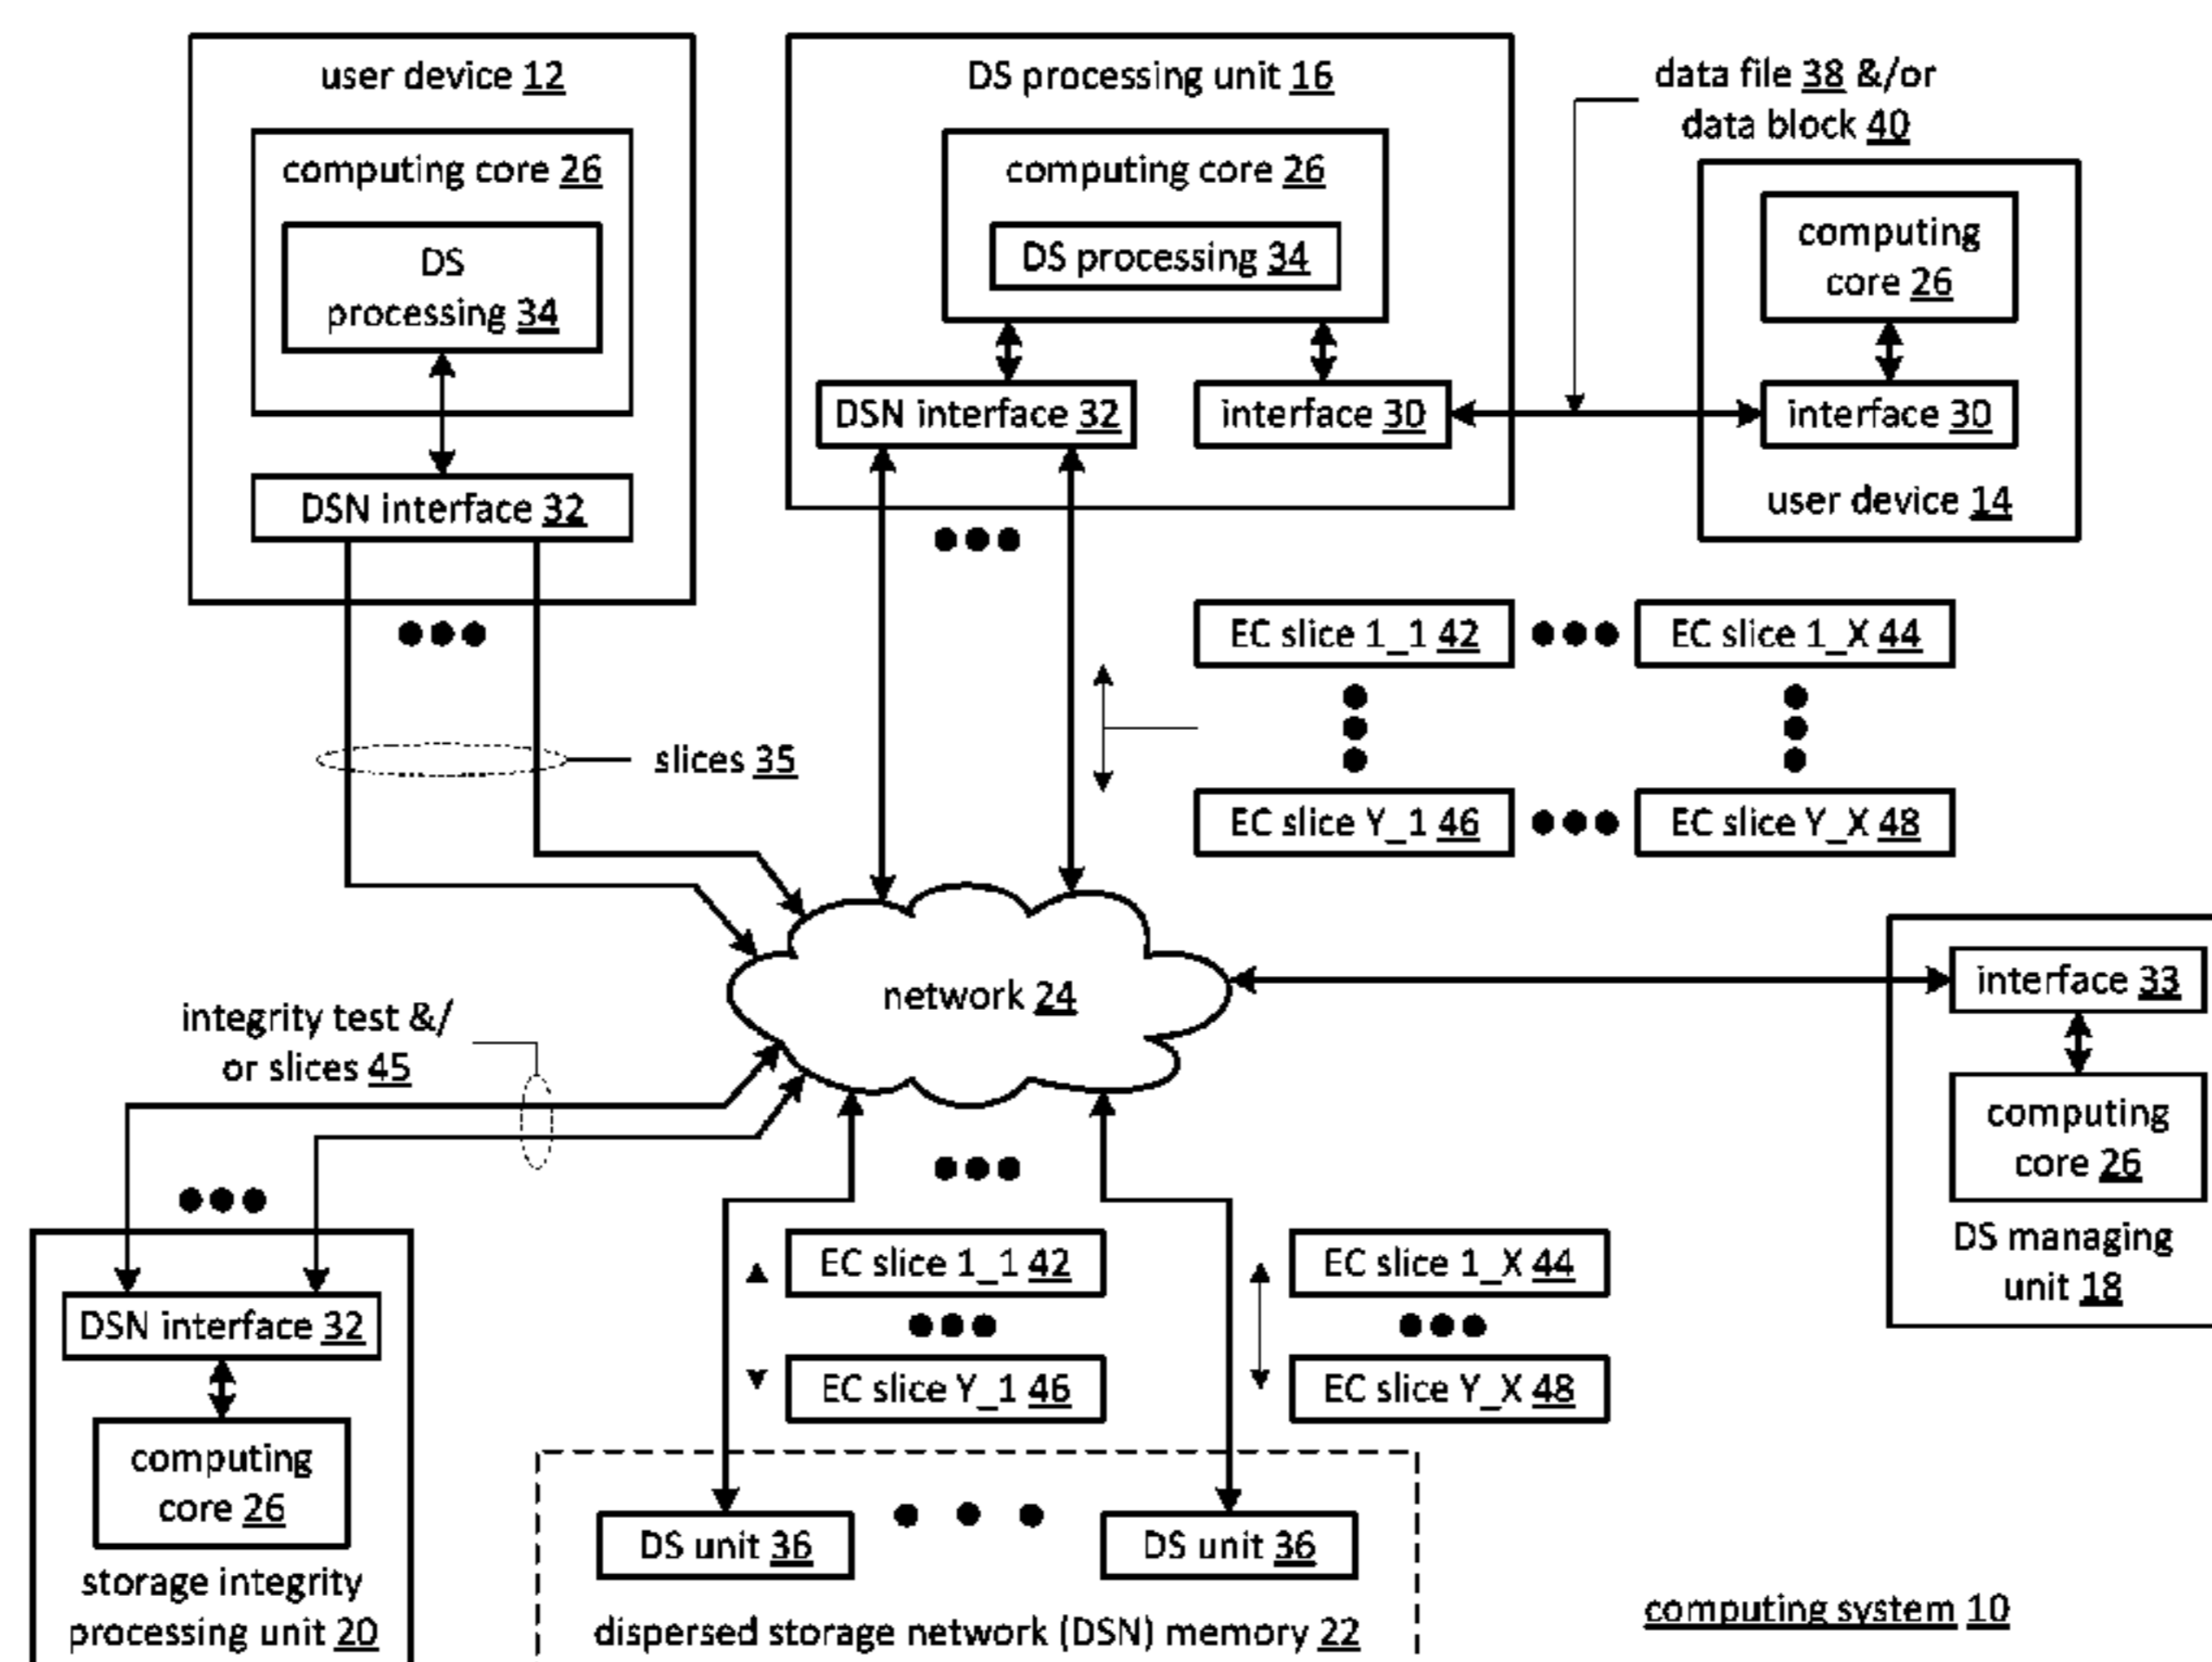 user device 12
computing core 26
DS
processing 34
DSN interface 32
DS processing unit 16
computing core 26
DS processing 34
DSN interface 32
interface 30
data file 38 &/or
data block 40
computing
core 26
interface 30
user device 14
slices 35
EC slice 1_1 42
EC slice 1_X 44
EC slice Y_1 46
EC slice Y_X 48
network 24
interface 33
computing
core 26
DS managing
unit 18
integrity test &/
or slices 45
DSN interface 32
computing
core 26
storage integrity
processing unit 20
EC slice 1_1 42
EC slice Y_1 46
EC slice 1_X 44
EC slice Y_X 48
DS unit 36
DS unit 36
dispersed storage network (DSN) memory 22
computing system 10